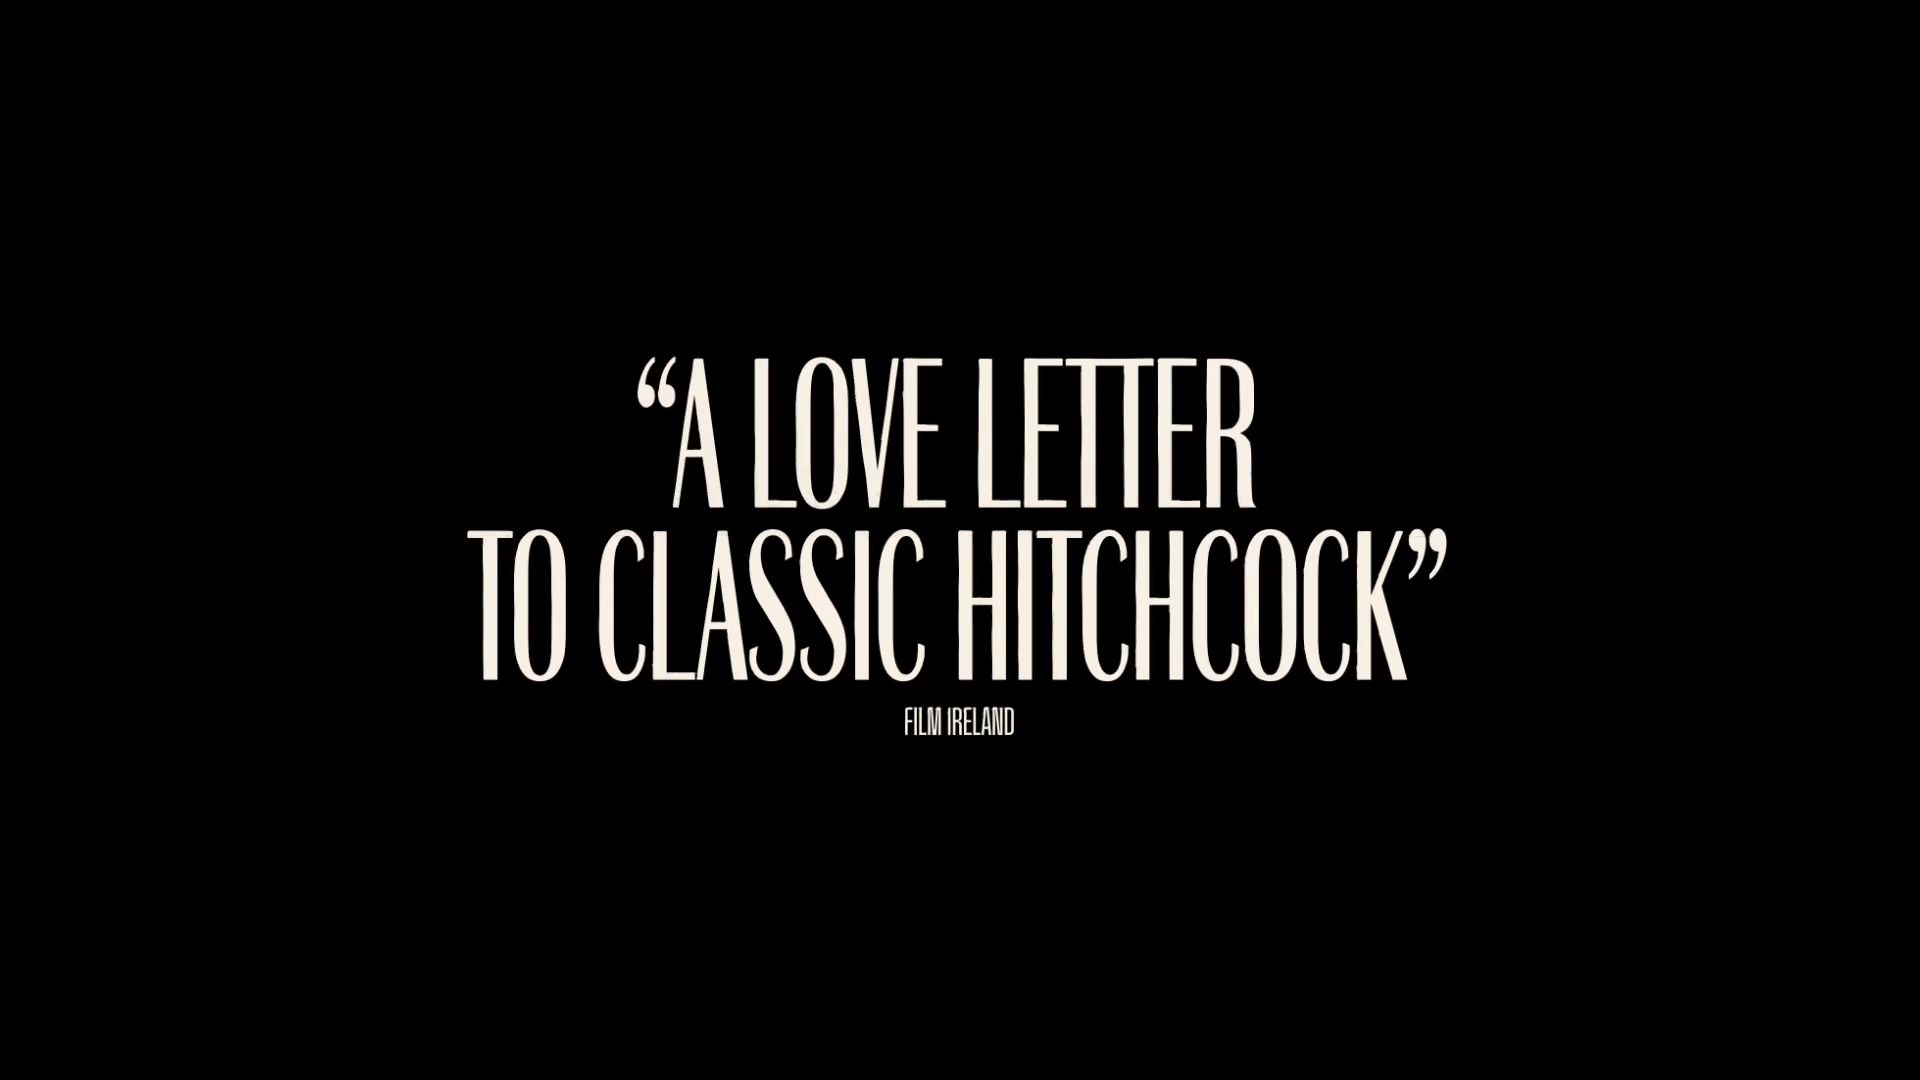 “A LOVE LETTER
TO CLASSIC HITCHCOCK”
FILM IRELAND